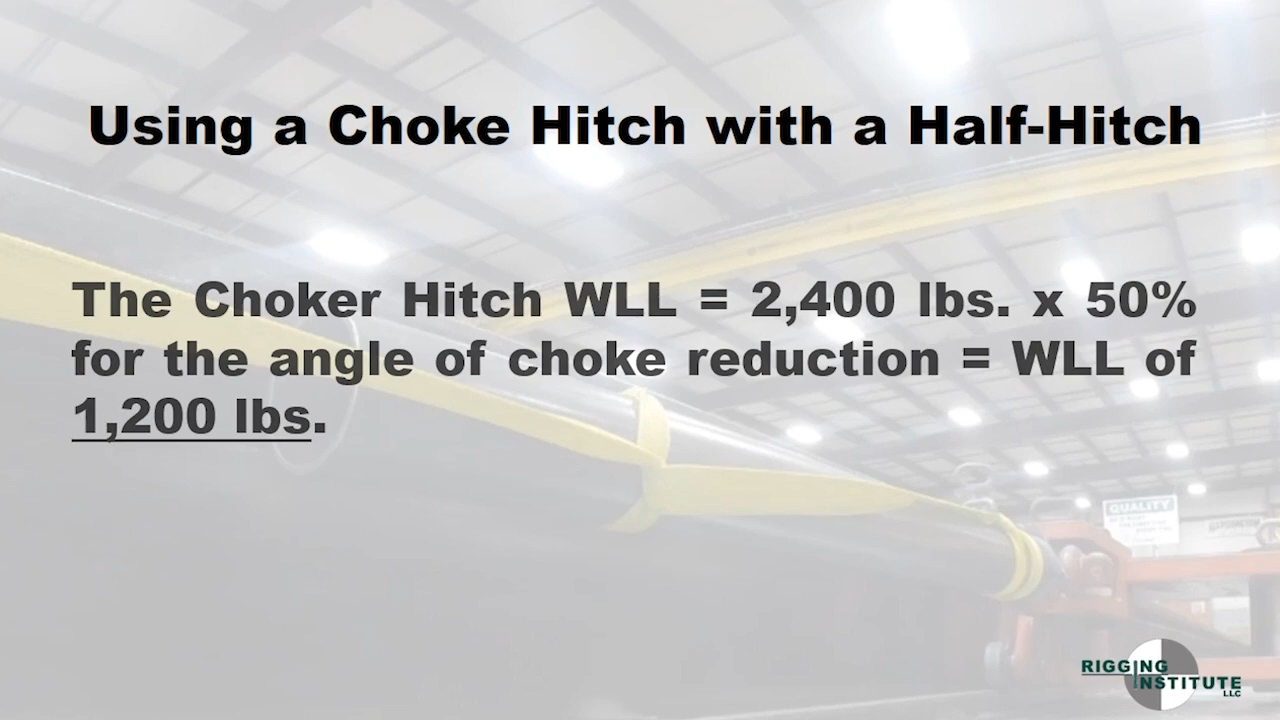 Using a Choke Hitch with a Half-Hitch
The Choker Hitch WLL = 2,400 lbs. x 50%
for the angle of choke reduction = WLL of
1,200 lbs.
QUALITY
RIGGING
INSTITUTE
LLC